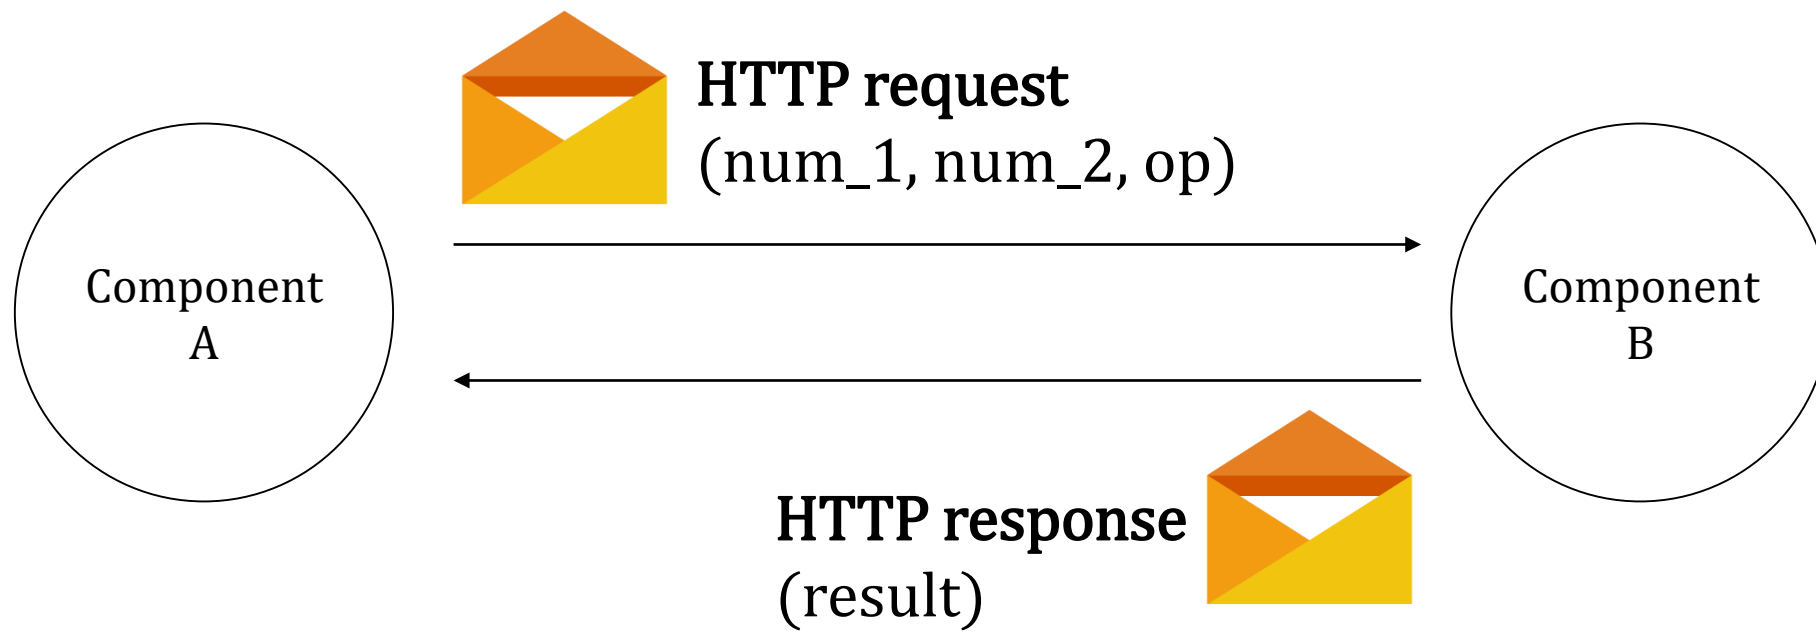 HTTP request
(num_1, num_2, op)
Component
A
Component
B
HTTP response
(result)